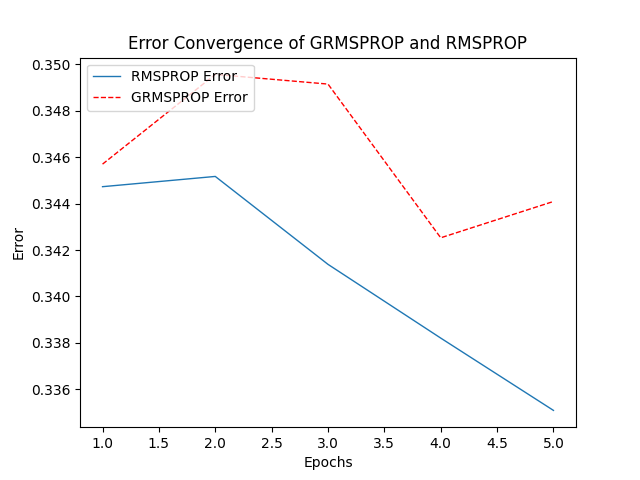 Error Convergence of GRMSPROP and RMSPROP
RMSPROP Error
GRMSPROP Error
0.350
0.348
0.346
0.344
0.342
0.340
0.338
0.336
Error
1.0 1.5 2.0 2.5 3.0 3.5 4.0 4.5 5.0
Epochs